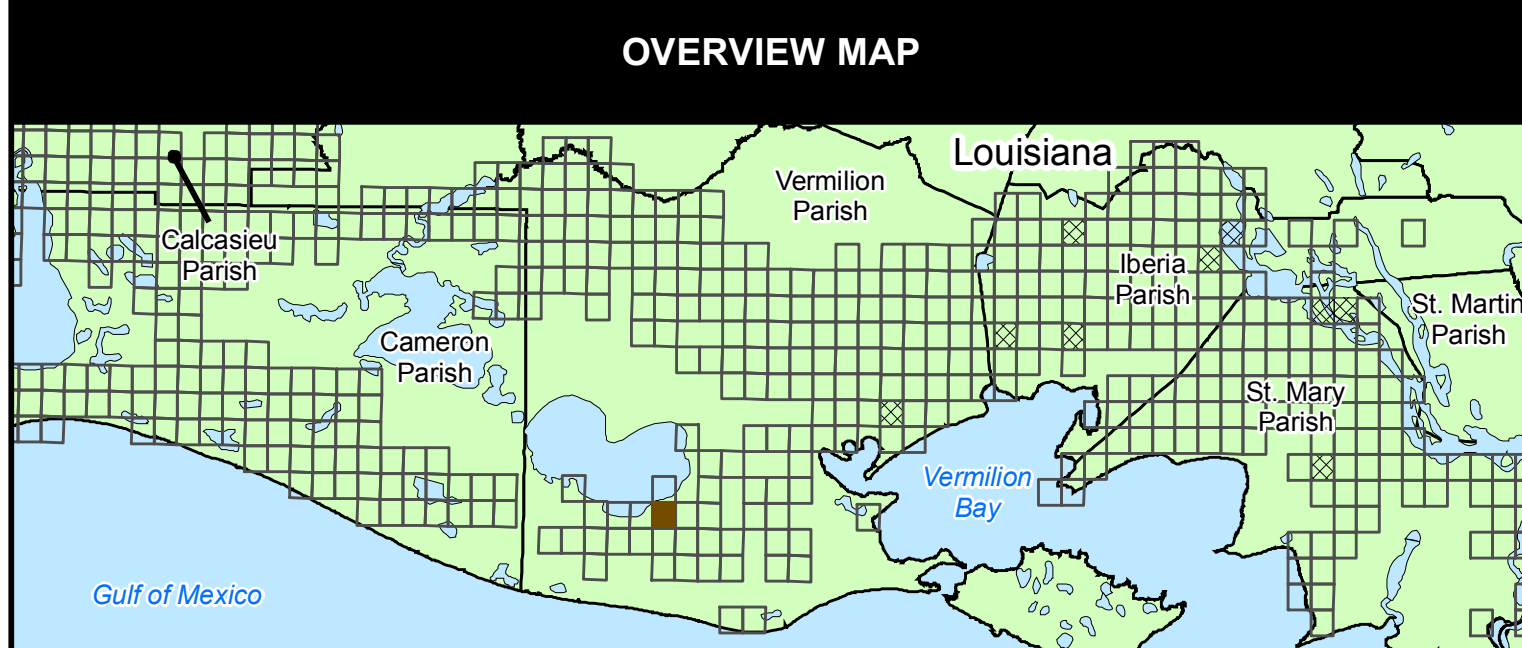 OVERVIEW MAP
Louisiana
Vermilion
Parish
Calcasieu
Parish
Iberia
Parish
St. Martin
Parish
Cameron
Parish
St. Mary
Parish
Vermilion
Bay
Gulf of Mexico